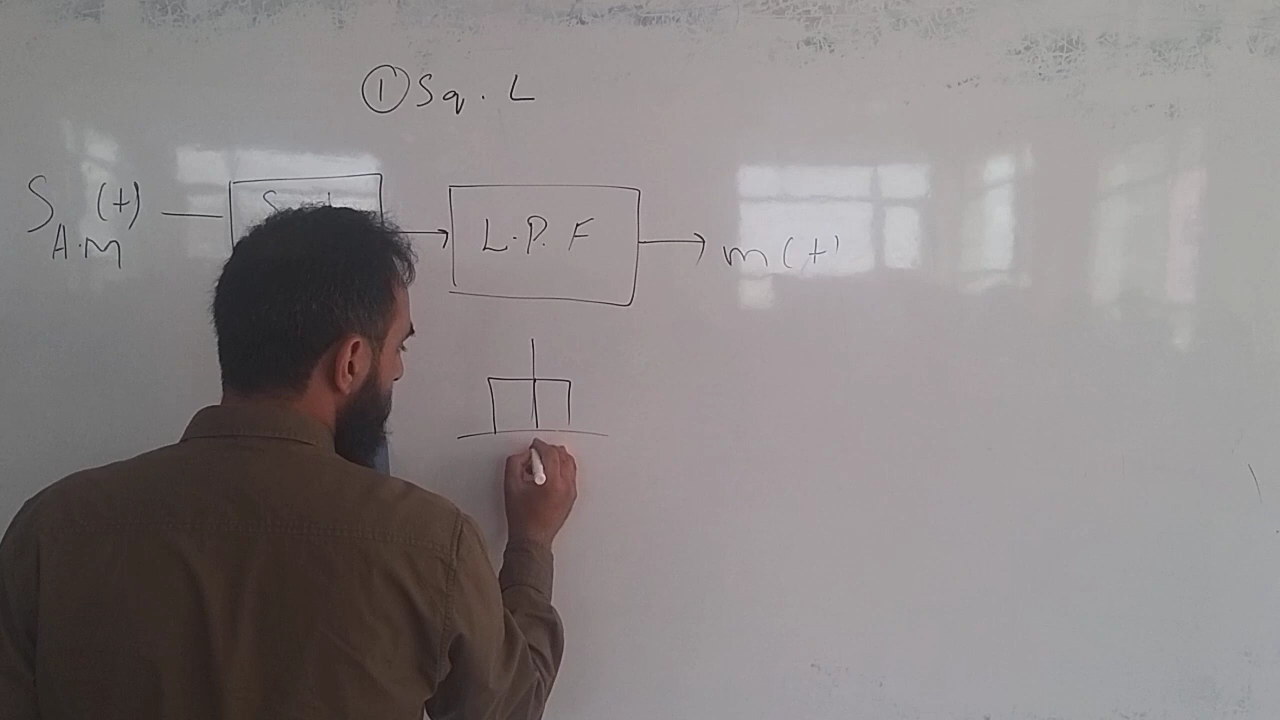 ① Sq. L
S A.M (t)
L.P.F
m(t)